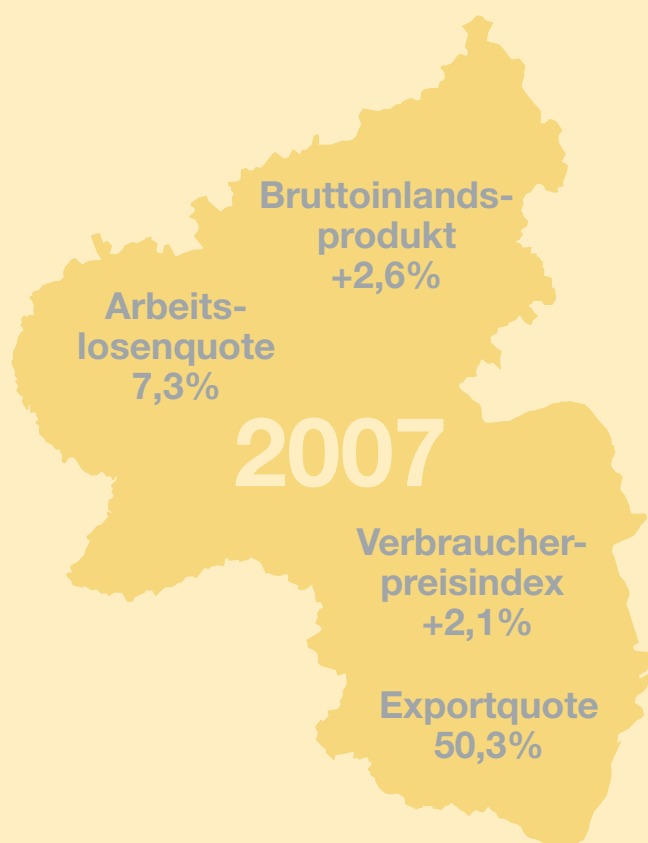 Bruttoinlands-
produkt
+2,6%
Arbeits-
losenquote
7,3%
2007
Verbraucher-
preisindex
+2,1%
Exportquote
50,3%